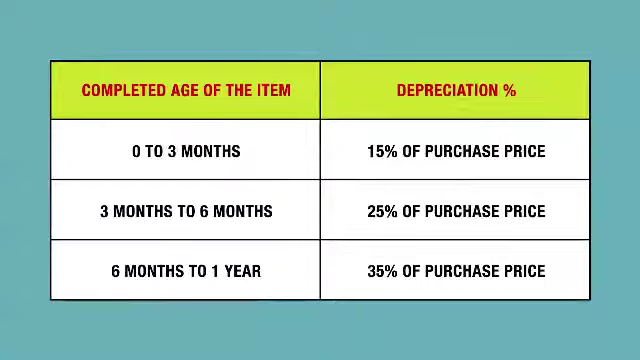 COMPLETED AGE OF THE ITEM
DEPRECIATION %
0 TO 3 MONTHS
15% OF PURCHASE PRICE
3 MONTHS TO 6 MONTHS
25% OF PURCHASE PRICE
6 MONTHS TO 1 YEAR
35% OF PURCHASE PRICE